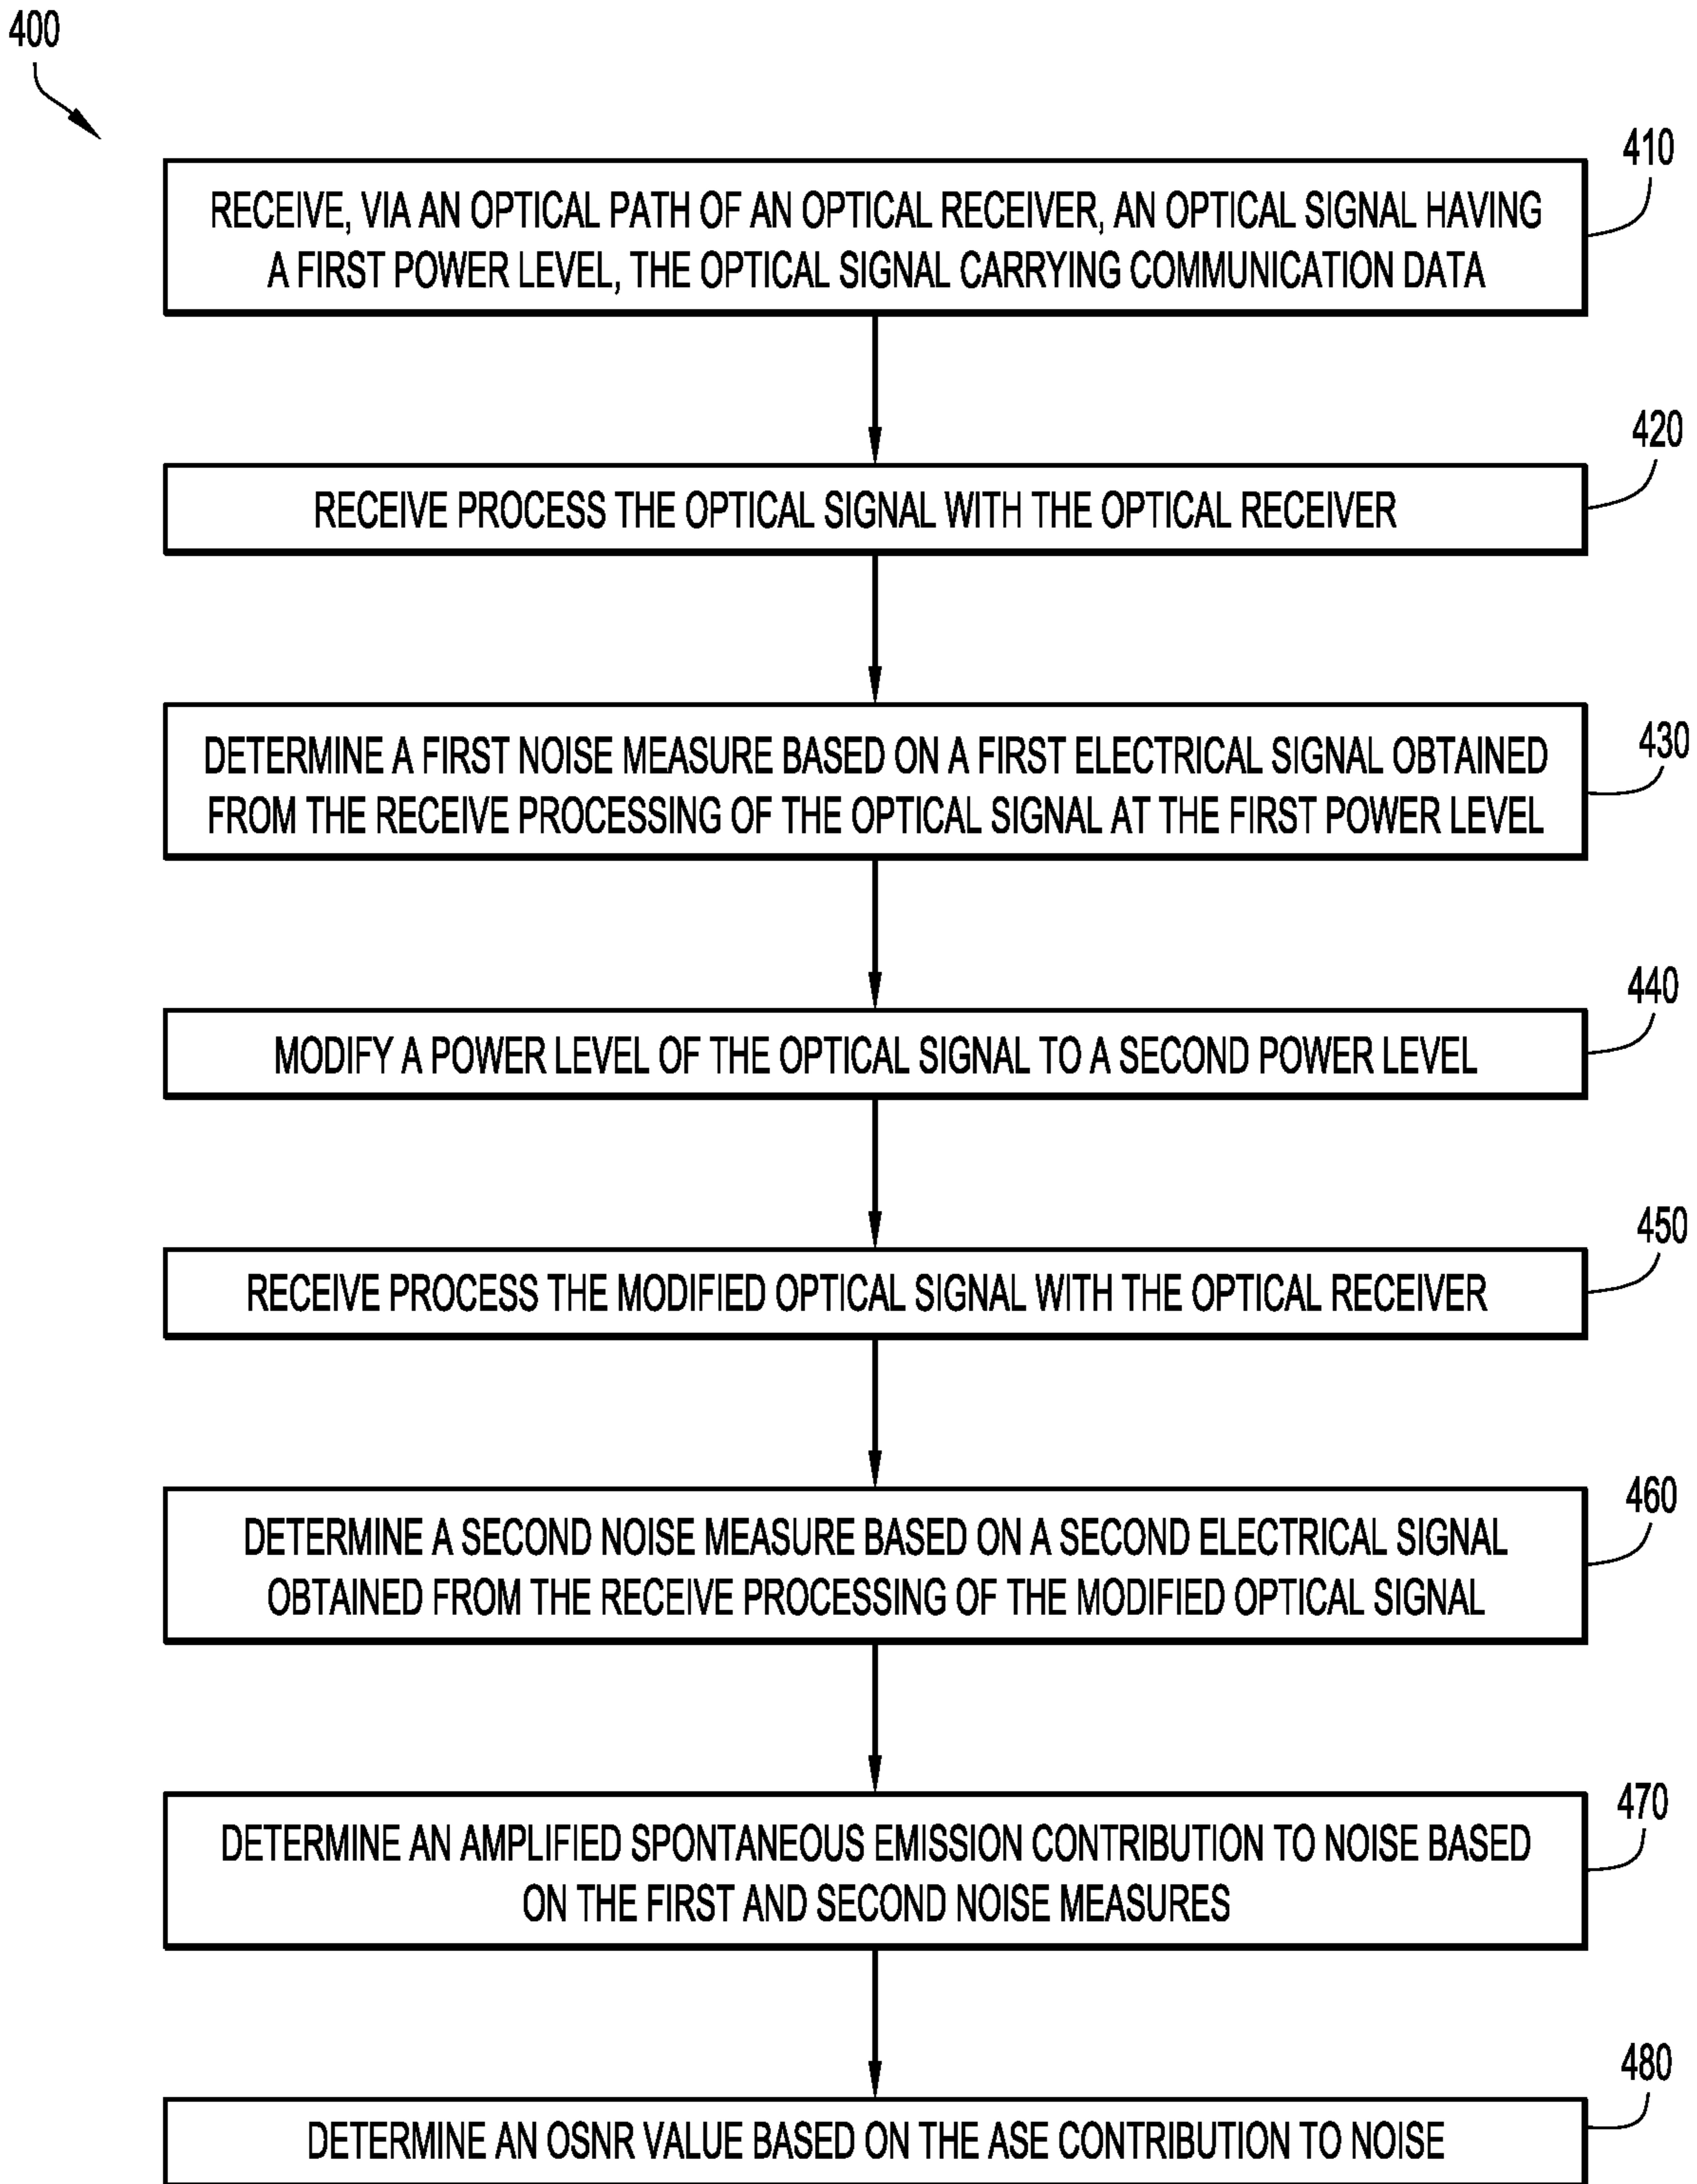 400
410
RECEIVE, VIA AN OPTICAL PATH OF AN OPTICAL RECEIVER, AN OPTICAL SIGNAL HAVING
A FIRST POWER LEVEL, THE OPTICAL SIGNAL CARRYING COMMUNICATION DATA
420
RECEIVE PROCESS THE OPTICAL SIGNAL WITH THE OPTICAL RECEIVER
430
DETERMINE A FIRST NOISE MEASURE BASED ON A FIRST ELECTRICAL SIGNAL OBTAINED
FROM THE RECEIVE PROCESSING OF THE OPTICAL SIGNAL AT THE FIRST POWER LEVEL
440
MODIFY A POWER LEVEL OF THE OPTICAL SIGNAL TO A SECOND POWER LEVEL
450
RECEIVE PROCESS THE MODIFIED OPTICAL SIGNAL WITH THE OPTICAL RECEIVER
460
DETERMINE A SECOND NOISE MEASURE BASED ON A SECOND ELECTRICAL SIGNAL
OBTAINED FROM THE RECEIVE PROCESSING OF THE MODIFIED OPTICAL SIGNAL
470
DETERMINE AN AMPLIFIED SPONTANEOUS EMISSION CONTRIBUTION TO NOISE BASED
ON THE FIRST AND SECOND NOISE MEASURES
480
DETERMINE AN OSNR VALUE BASED ON THE ASE CONTRIBUTION TO NOISE